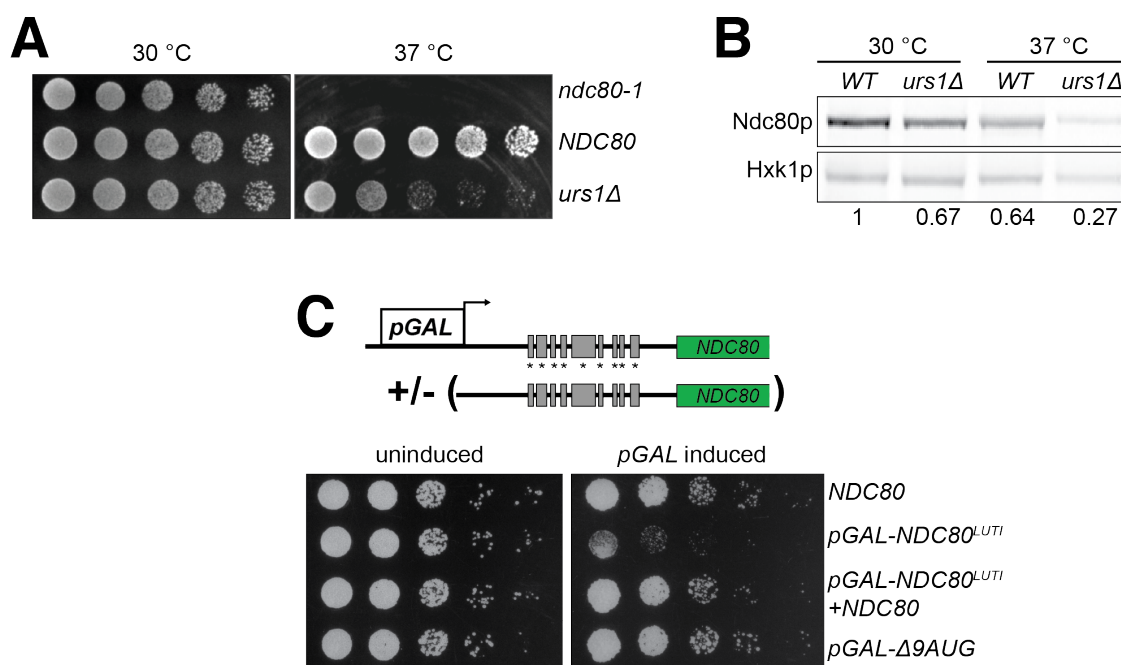 A
30 °C 37 °C
ndc80-1
NDC80
urs1Δ
B
30 °C 37 °C
WT urs1Δ WT urs1Δ
Ndc80p
Hxk1p
1 0.67 0.64 0.27
C
pGAL
NDC80
* * * * * * * * *
+/- ( NDC80 )
uninduced pGAL induced
NDC80
pGAL-NDC80LUTI
pGAL-NDC80LUTI
+NDC80
pGAL-Δ9AUG